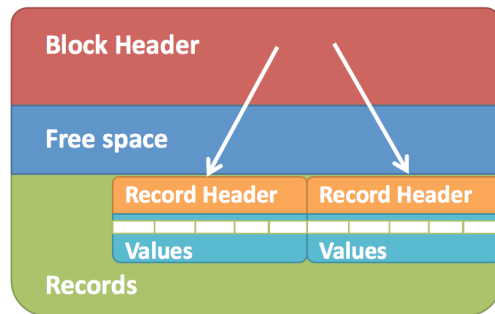 Block Header
Free space
Record Header Record Header
Values Values
Records